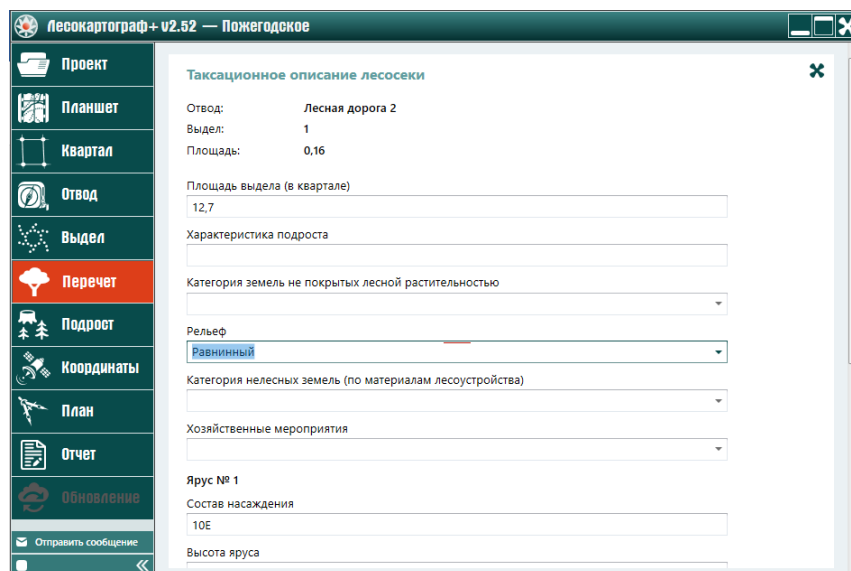 Лесокартограф+ v2.52 — Пожегодское
Проект
Планшет
Квартал
Отвод
Выдел
Перечет
Подрост
Координаты
План
Отчет
Обновление
Отправить сообщение
Таксационное описание лесосеки
Отвод: Лесная дорога 2
Выдел: 1
Площадь: 0,16
Площадь выдела (в квартале)
12,7
Характеристика подроста
Категория земель не покрытых лесной растительностью
Рельеф
Равнинный
Категория нелесных земель (по материалам лесоустройства)
Хозяйственные мероприятия
Ярус № 1
Состав насаждения
10Е
Высота яруса